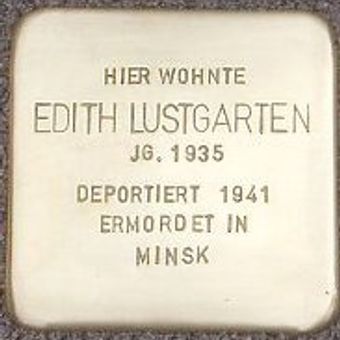 HIER WOHNTE
EDITH LUSTGARTEN
JG. 1935
DEPORTIERT 1941
ERMORDET IN
MINSK